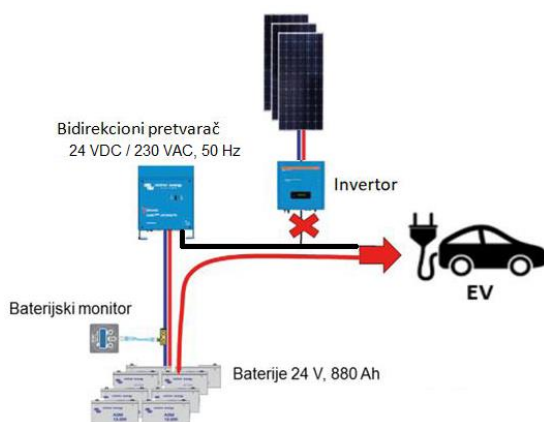 Bidirekcioni pretvarač
24 VDC / 230 VAC, 50 Hz
Invertor
EV
Baterijski monitor
Baterije 24 V, 880 Ah